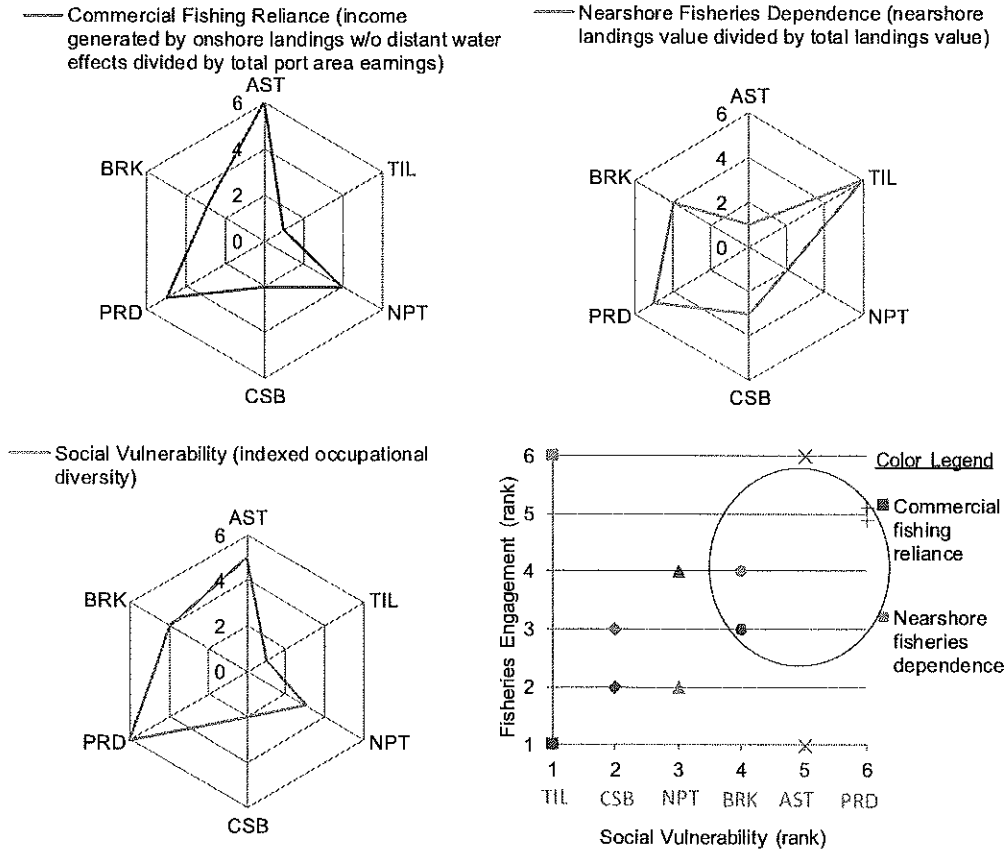 Commercial Fishing Reliance (income
generated by onshore landings w/o distant water
effects divided by total port area earnings)
AST
6
4
2
0
BRK
TIL
PRD
NPT
CSB
Nearshore Fisheries Dependence (nearshore
landings value divided by total landings value)
AST
6
4
2
0
BRK
TIL
PRD
NPT
CSB
Social Vulnerability (indexed occupational
diversity)
AST
6
4
2
0
BRK
TIL
PRD
NPT
CSB
Fisheries Engagement (rank)
6
5
4
3
2
1
1 2 3 4 5 6
TIL CSB NPT BRK AST PRD
Social Vulnerability (rank)
Color Legend
Commercial
fishing
reliance
Nearshore
fisheries
dependence